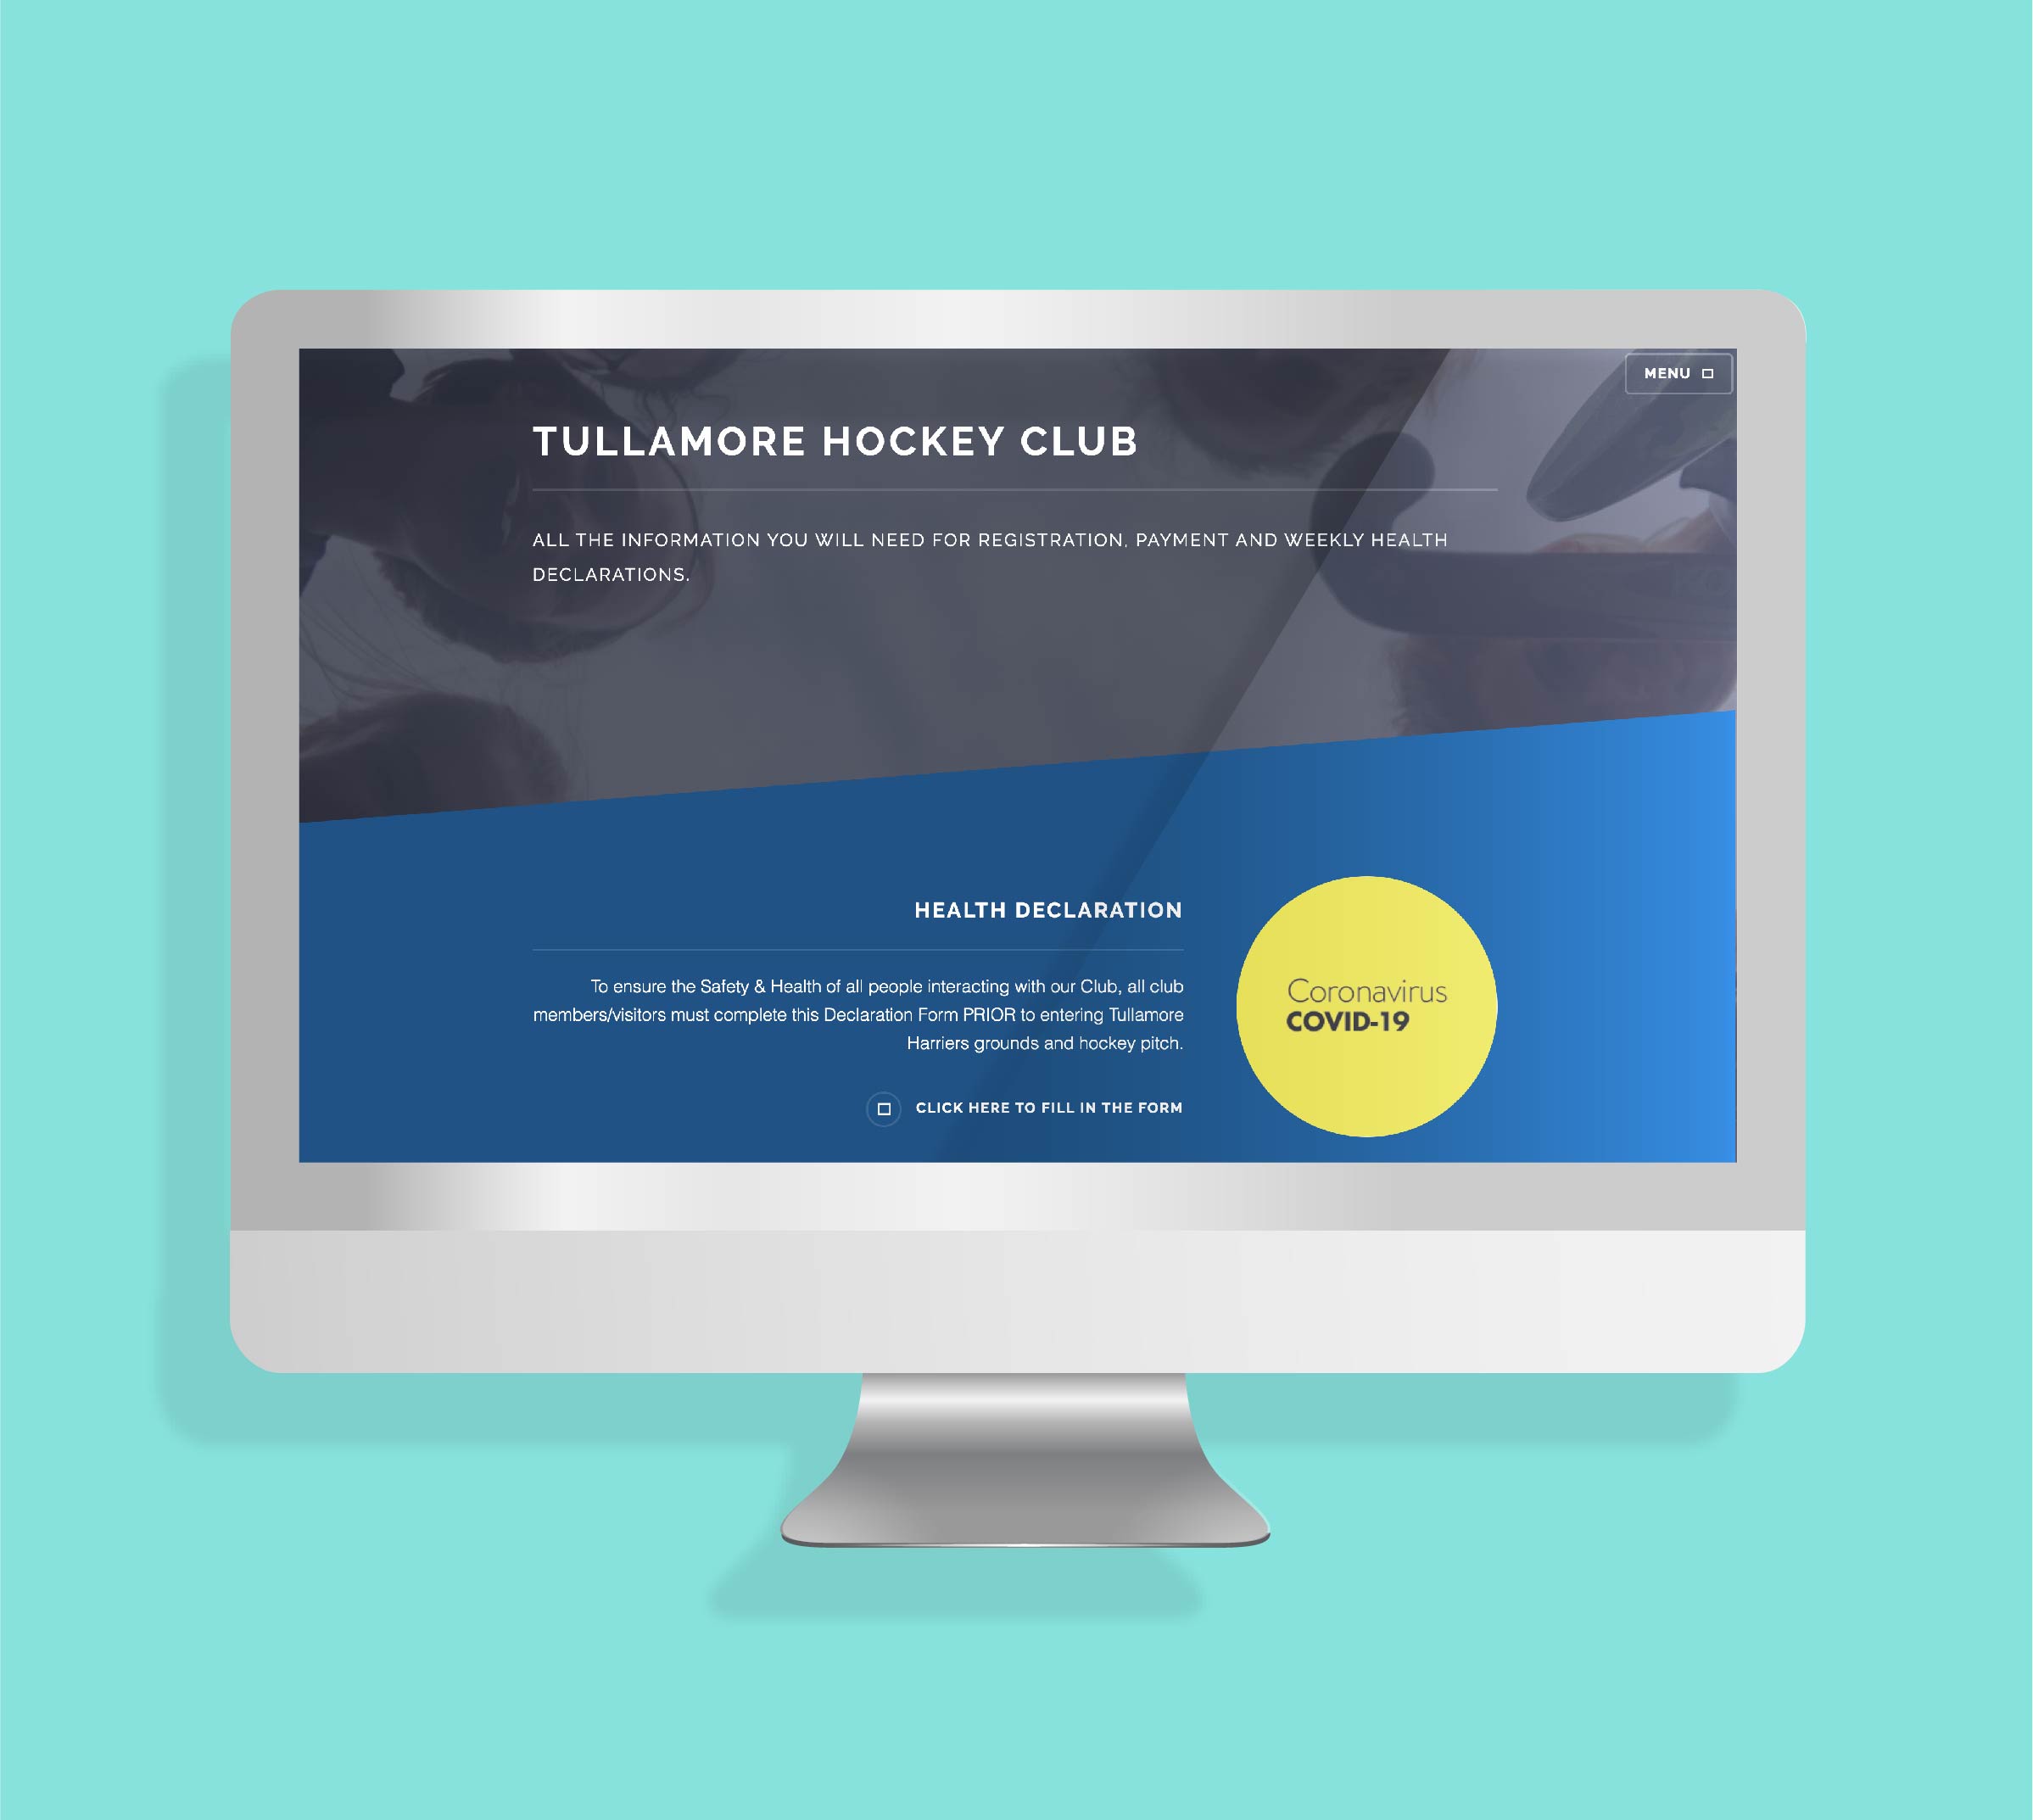 MENU
TULLAMORE HOCKEY CLUB
ALL THE INFORMATION YOU WILL NEED FOR REGISTRATION, PAYMENT AND WEEKLY HEALTH
DECLARATIONS.
HEALTH DECLARATION
To ensure the Safety & Health of all people interacting with our Club, all club
members/visitors must complete this Declaration Form PRIOR to entering Tullamore
Harriers grounds and hockey pitch.
CLICK HERE TO FILL IN THE FORM
Coronavirus
COVID-19